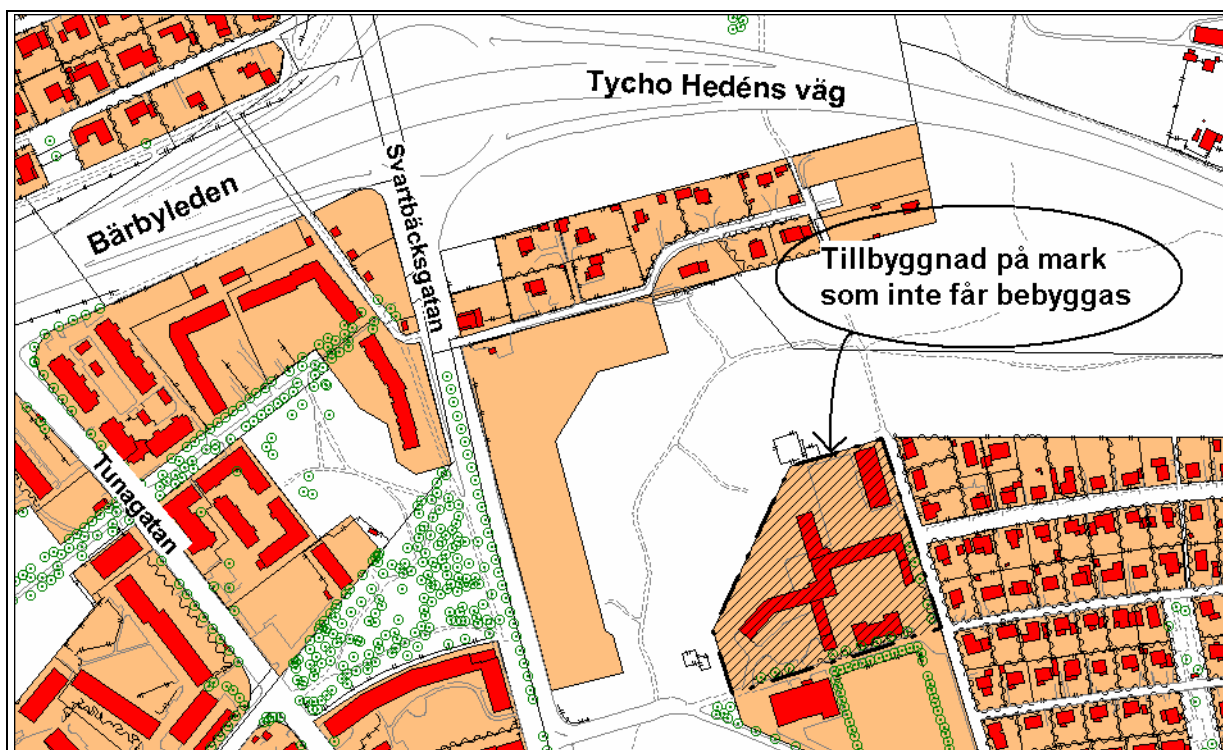 Tycho Hedéns väg
Svartbäcksgatan
Bärbyleden
Tillbyggnad på mark
som inte får bebyggas
Tunagatan